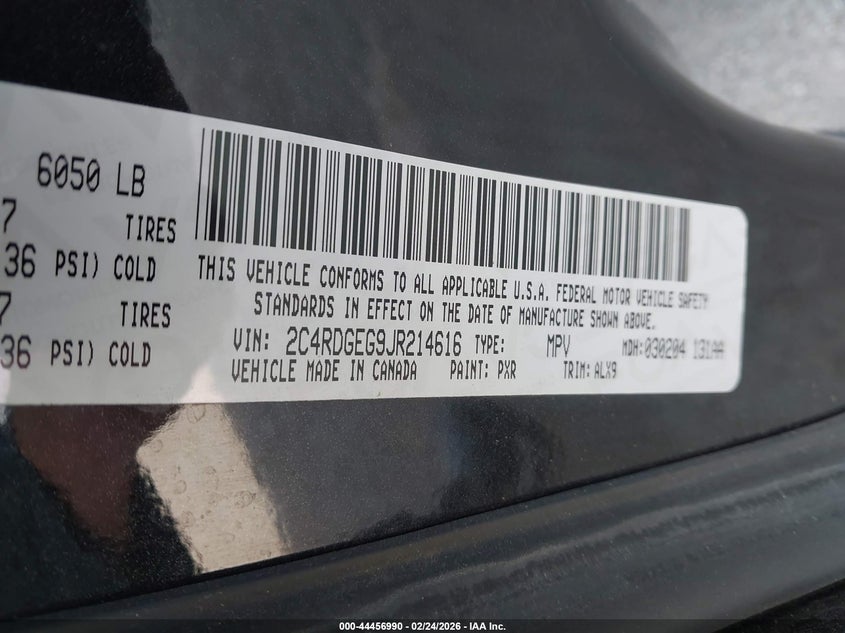 6050 LB
7 TIRES
36 PSI) COLD
7 TIRES
36 PSI) COLD
THIS VEHICLE CONFORMS TO ALL APPLICABLE U.S.A. FEDERAL MOTOR VEHICLE SAFETY
STANDARDS IN EFFECT ON THE DATE OF MANUFACTURE SHOWN ABOVE.
VIN: 2C4RDGEG9JR214616 TYPE: MPV MDH: 030204 131AA
VEHICLE MADE IN CANADA PAINT: PXR TRIM: ALX9
000-44456990 - 02/24/2026 - IAA Inc.